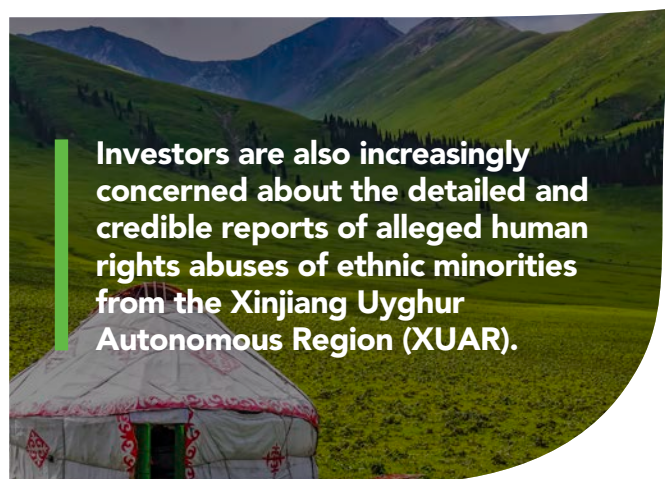 Investors are also increasingly
concerned about the detailed and
credible reports of alleged human
rights abuses of ethnic minorities
from the Xinjiang Uyghur
Autonomous Region (XUAR).